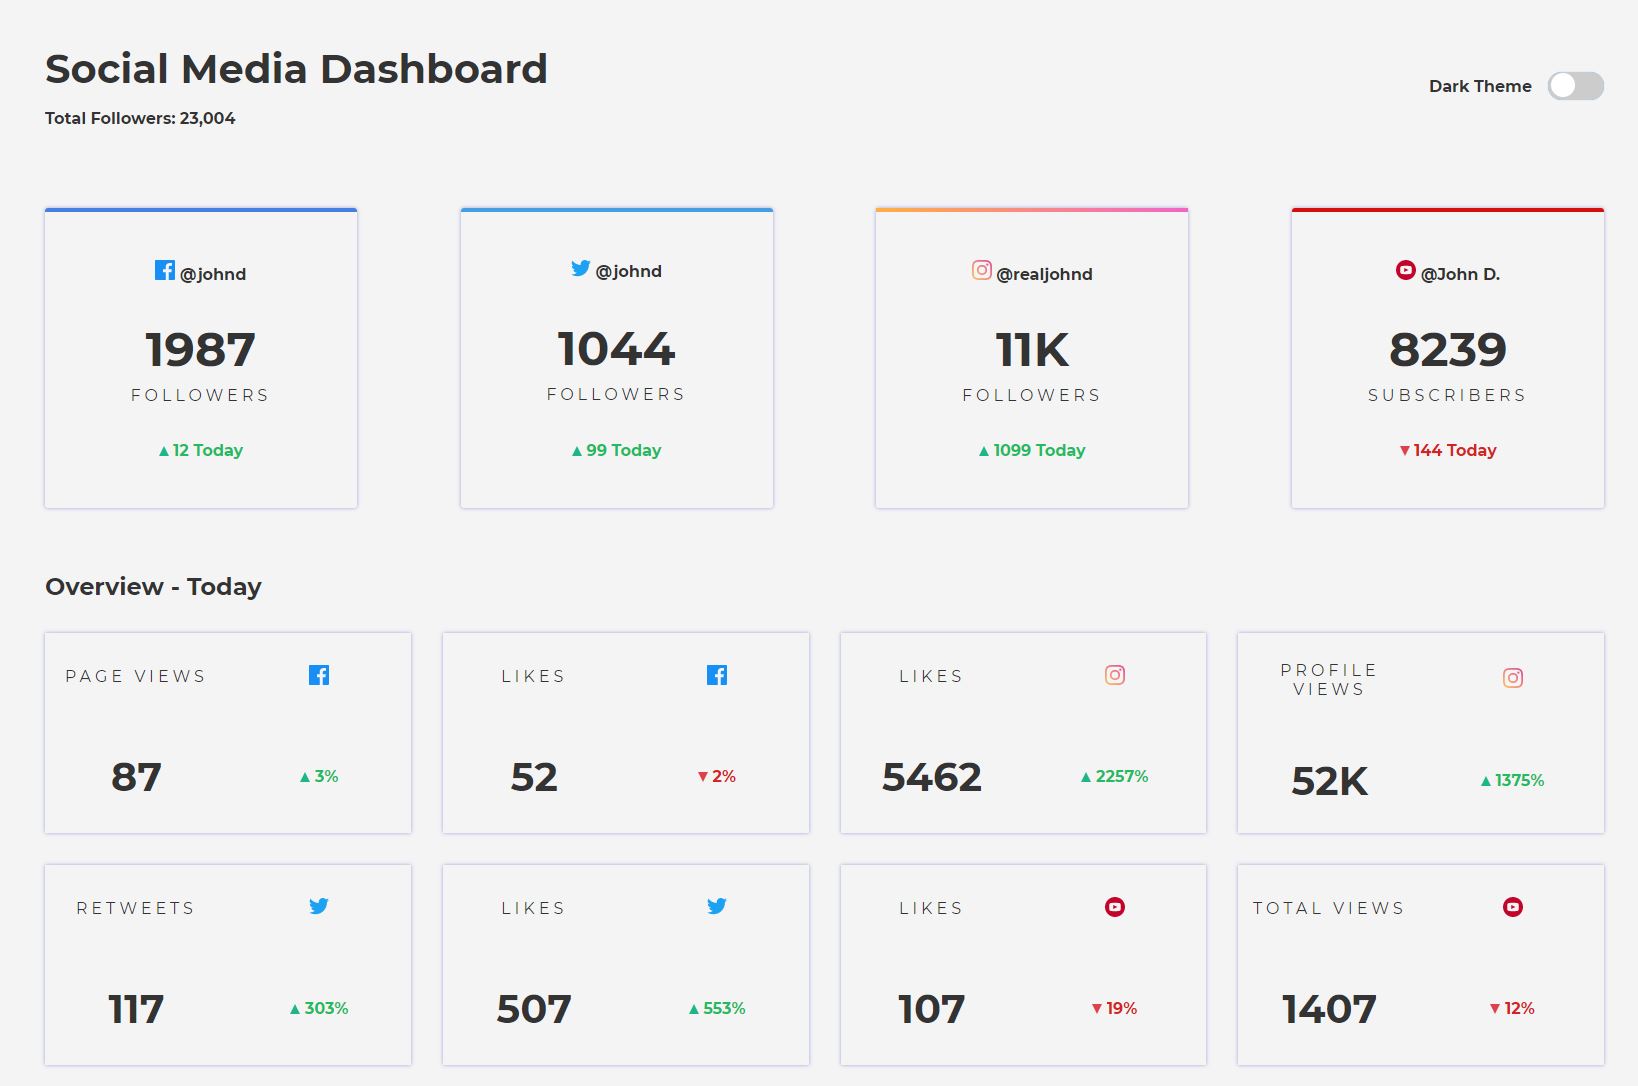 Social Media Dashboard
Total Followers: 23,004
Dark Theme
@johnd
1987
FOLLOWERS
▲ 12 Today
@johnd
1044
FOLLOWERS
▲ 99 Today
@realjohnd
11K
FOLLOWERS
▲ 1099 Today
@John D.
8239
SUBSCRIBERS
▼ 144 Today
Overview - Today
PAGE VIEWS
87
▲ 3%
LIKES
52
▼ 2%
LIKES
5462
▲ 2257%
PROFILE
VIEWS
52K
▲ 1375%
RETWEETS
117
▲ 303%
LIKES
507
▲ 553%
LIKES
107
▼ 19%
TOTAL VIEWS
1407
▼ 12%